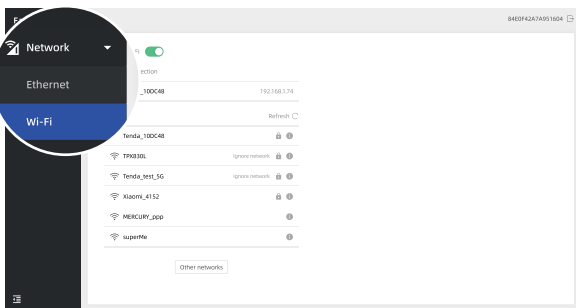 84E0F42A7A951604
Network
Ethernet
Wi-Fi
ection
_10DC48 192.168.1.74
Refresh
Tenda_10DC48
TPX830L Ignore network
Tenda_test_5G Ignore network
Xiaomi_4152
MERCURY_ppp
superMe
Other networks